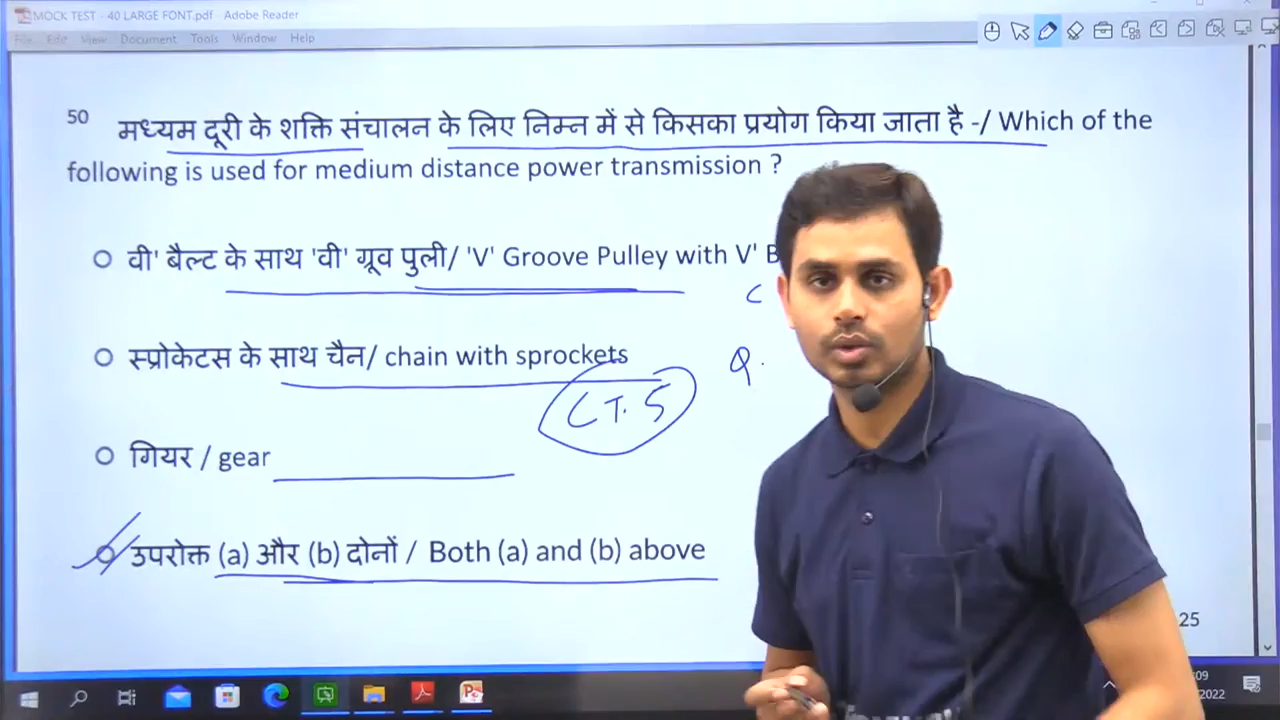 MOCK TEST - 40 LARGE FONT.pdf - Adobe Reader
File Edit View Document Tools Window Help
50 मध्यम दूरी के शक्ति संचालन के लिए निम्न में से किसका प्रयोग किया जाता है -/ Which of the
following is used for medium distance power transmission ?
वी' बैल्ट के साथ 'वी' ग्रूव पुली/ 'V' Groove Pulley with V' B
C
स्प्रोकेटस के साथ चैन/ chain with sprockets
Q.
C T. S
गियर / gear
उपरोक्त (a) और (b) दोनों / Both (a) and (b) above
25
09
2022